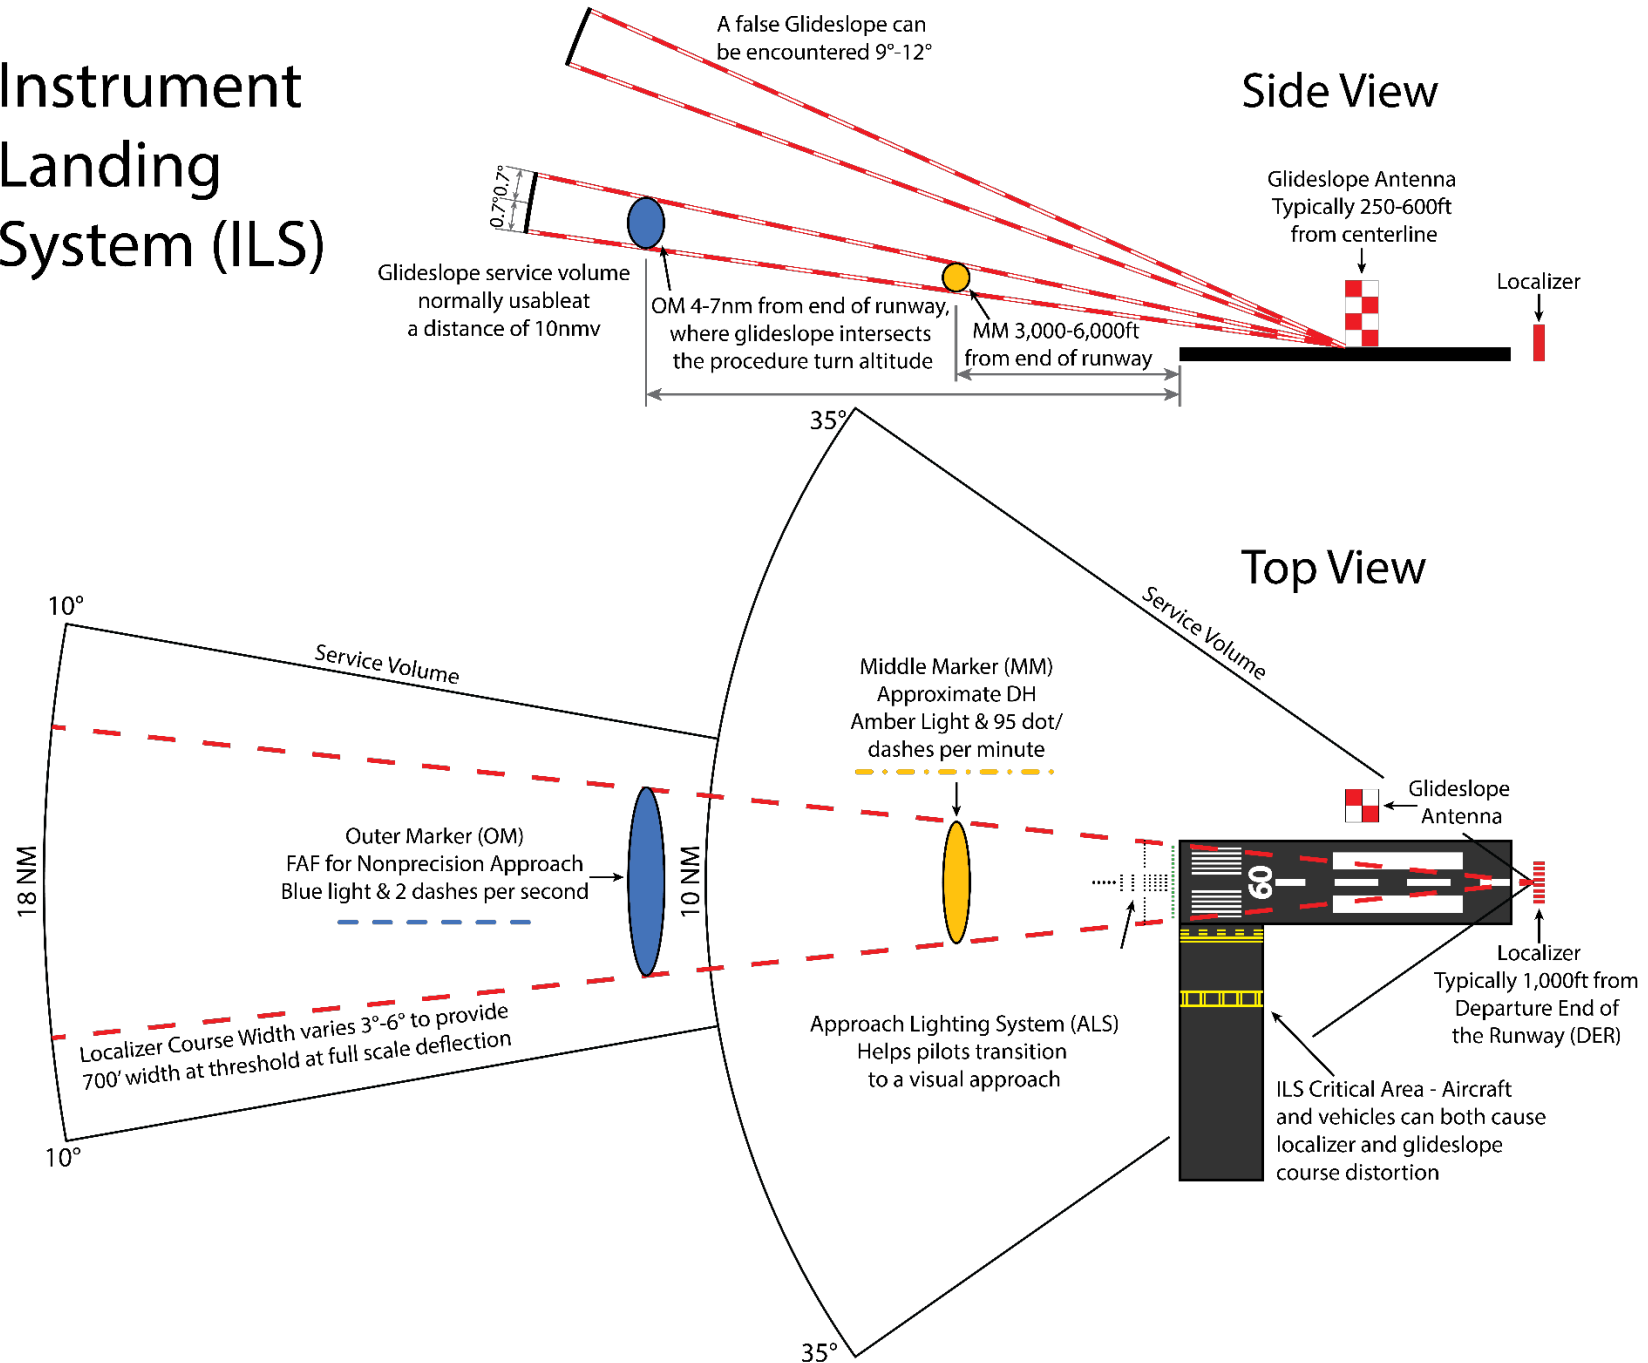 Instrument
Landing
System (ILS)
A false Glideslope can
be encountered 9°-12°
Side View
0.7°
0.7°
Glideslope service volume
normally usableat
a distance of 10nmv
OM 4-7nm from end of runway,
where glideslope intersects
the procedure turn altitude
MM 3,000-6,000ft
from end of runway
Glideslope Antenna
Typically 250-600ft
from centerline
Localizer
Top View
35°
10°
Service Volume
Service Volume
Middle Marker (MM)
Approximate DH
Amber Light & 95 dot/
dashes per minute
Glideslope
Antenna
18 NM
Outer Marker (OM)
FAF for Nonprecision Approach
Blue light & 2 dashes per second
10 NM
09
Localizer
Typically 1,000ft from
Departure End of
the Runway (DER)
Localizer Course Width varies 3°-6° to provide
700’ width at threshold at full scale deflection
Approach Lighting System (ALS)
Helps pilots transition
to a visual approach
ILS Critical Area - Aircraft
and vehicles can both cause
localizer and glideslope
course distortion
10°
35°